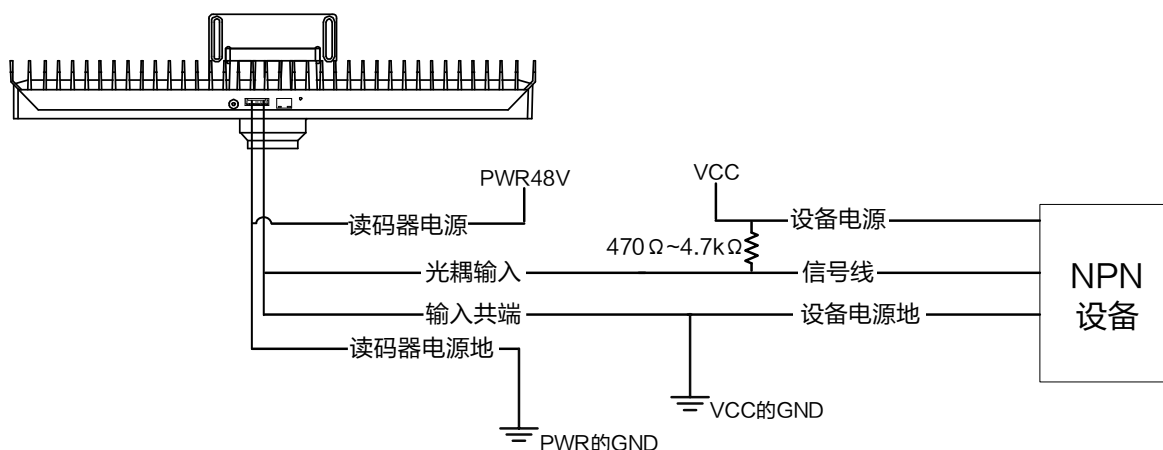 PWR48V
VCC
读码器电源
设备电源
470Ω~4.7kΩ
光耦输入
信号线
NPN
设备
输入共端
设备电源地
读码器电源地
VCC的GND
PWR的GND